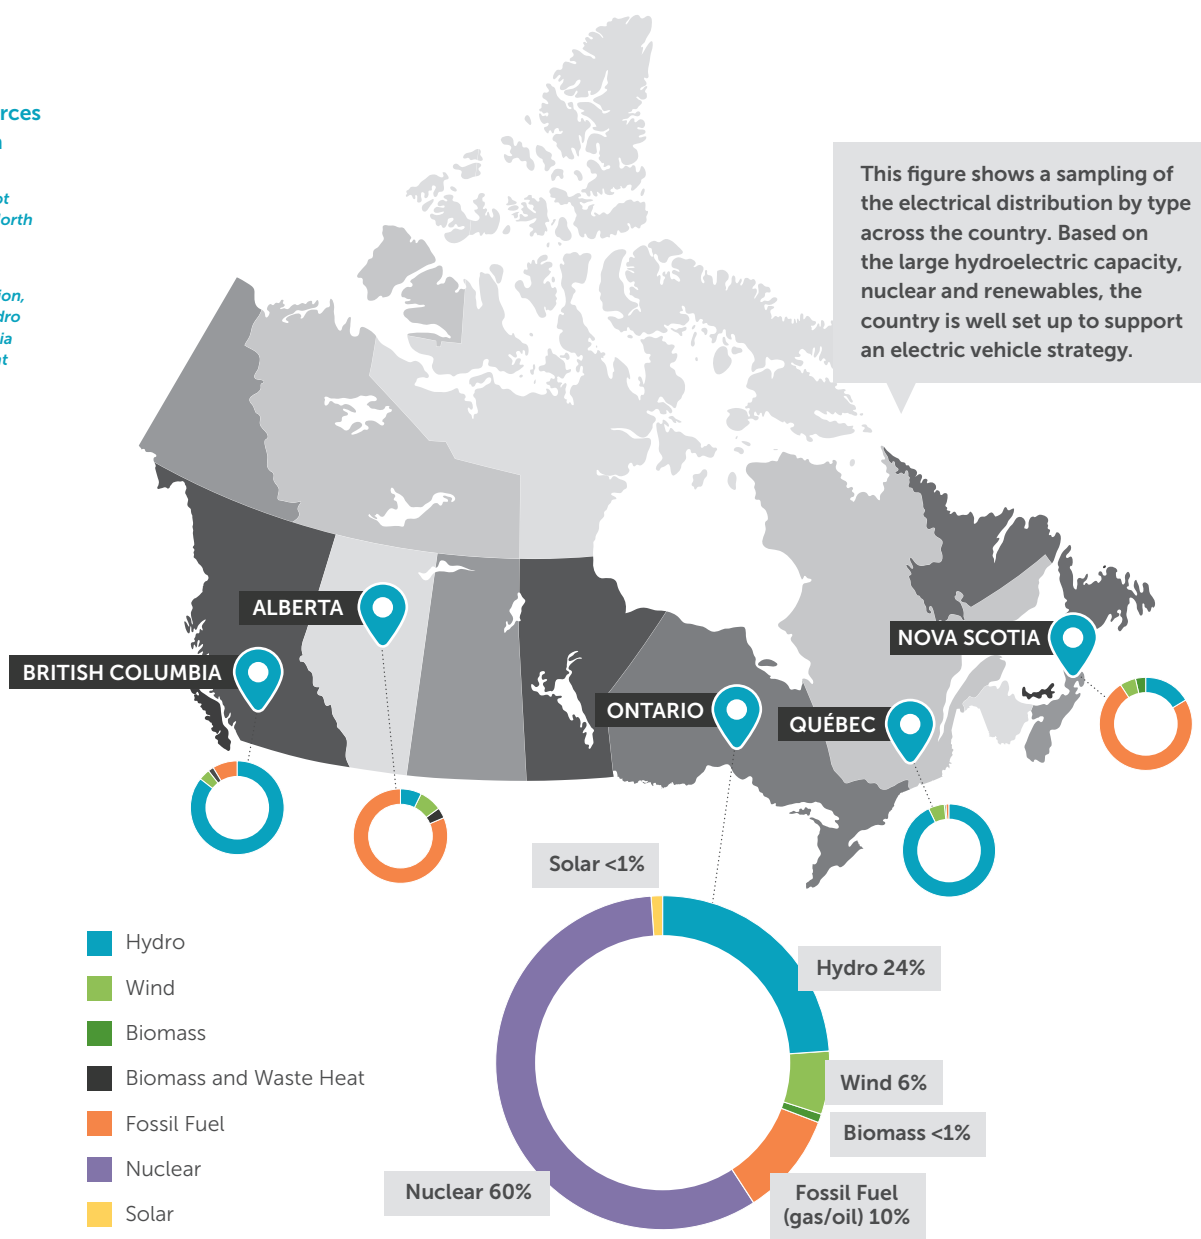 This figure shows a sampling of
the electrical distribution by type
across the country. Based on
the large hydroelectric capacity,
nuclear and renewables, the
country is well set up to support
an electric vehicle strategy.
ALBERTA
BRITISH COLUMBIA
NOVA SCOTIA
ONTARIO
QUÉBEC
Solar <1%
Hydro 24%
Wind 6%
Biomass <1%
Fossil Fuel
(gas/oil) 10%
Nuclear 60%
Hydro
Wind
Biomass
Biomass and Waste Heat
Fossil Fuel
Nuclear
Solar